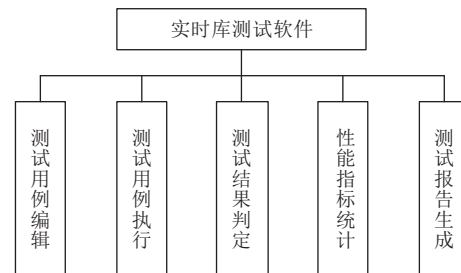 实时库测试软件
测试用例编辑
测试用例执行
测试结果判定
性能指标统计
测试报告生成